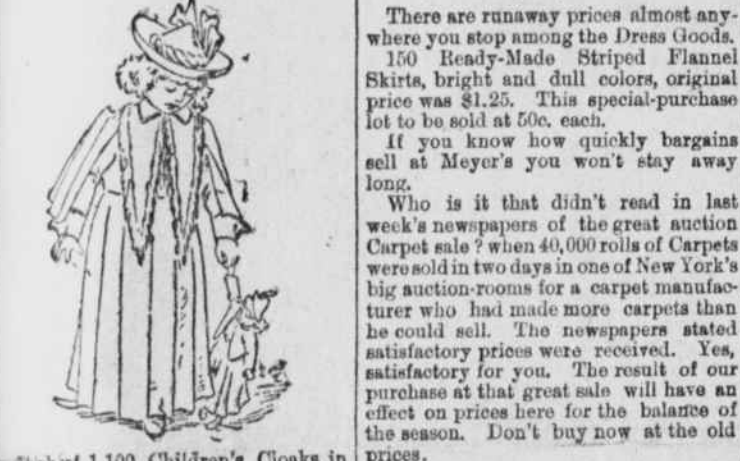 1,100 Children's Cloaks in
There are runaway prices almost any-
where you stop among the Dress Goods.
150 Ready-Made Striped Flannel
Skirts, bright and dull colors, original
price was $1.25. This special-purchase
lot to be sold at 50c. each.
If you know how quickly bargains
sell at Meyer's you won't stay away
long.
Who is it that didn't read in last
week's newspapers of the great auction
Carpet sale? when 40,000 rolls of Carpets
were sold in two days in one of New York's
big auction-rooms for a carpet manufac-
turer who had made more carpets than
he could sell. The newspapers stated
satisfactory prices were received. Yes,
satisfactory for you. The result of our
purchase at that great sale will have an
effect on prices here for the balance of
the season. Don't buy now at the old
prices.